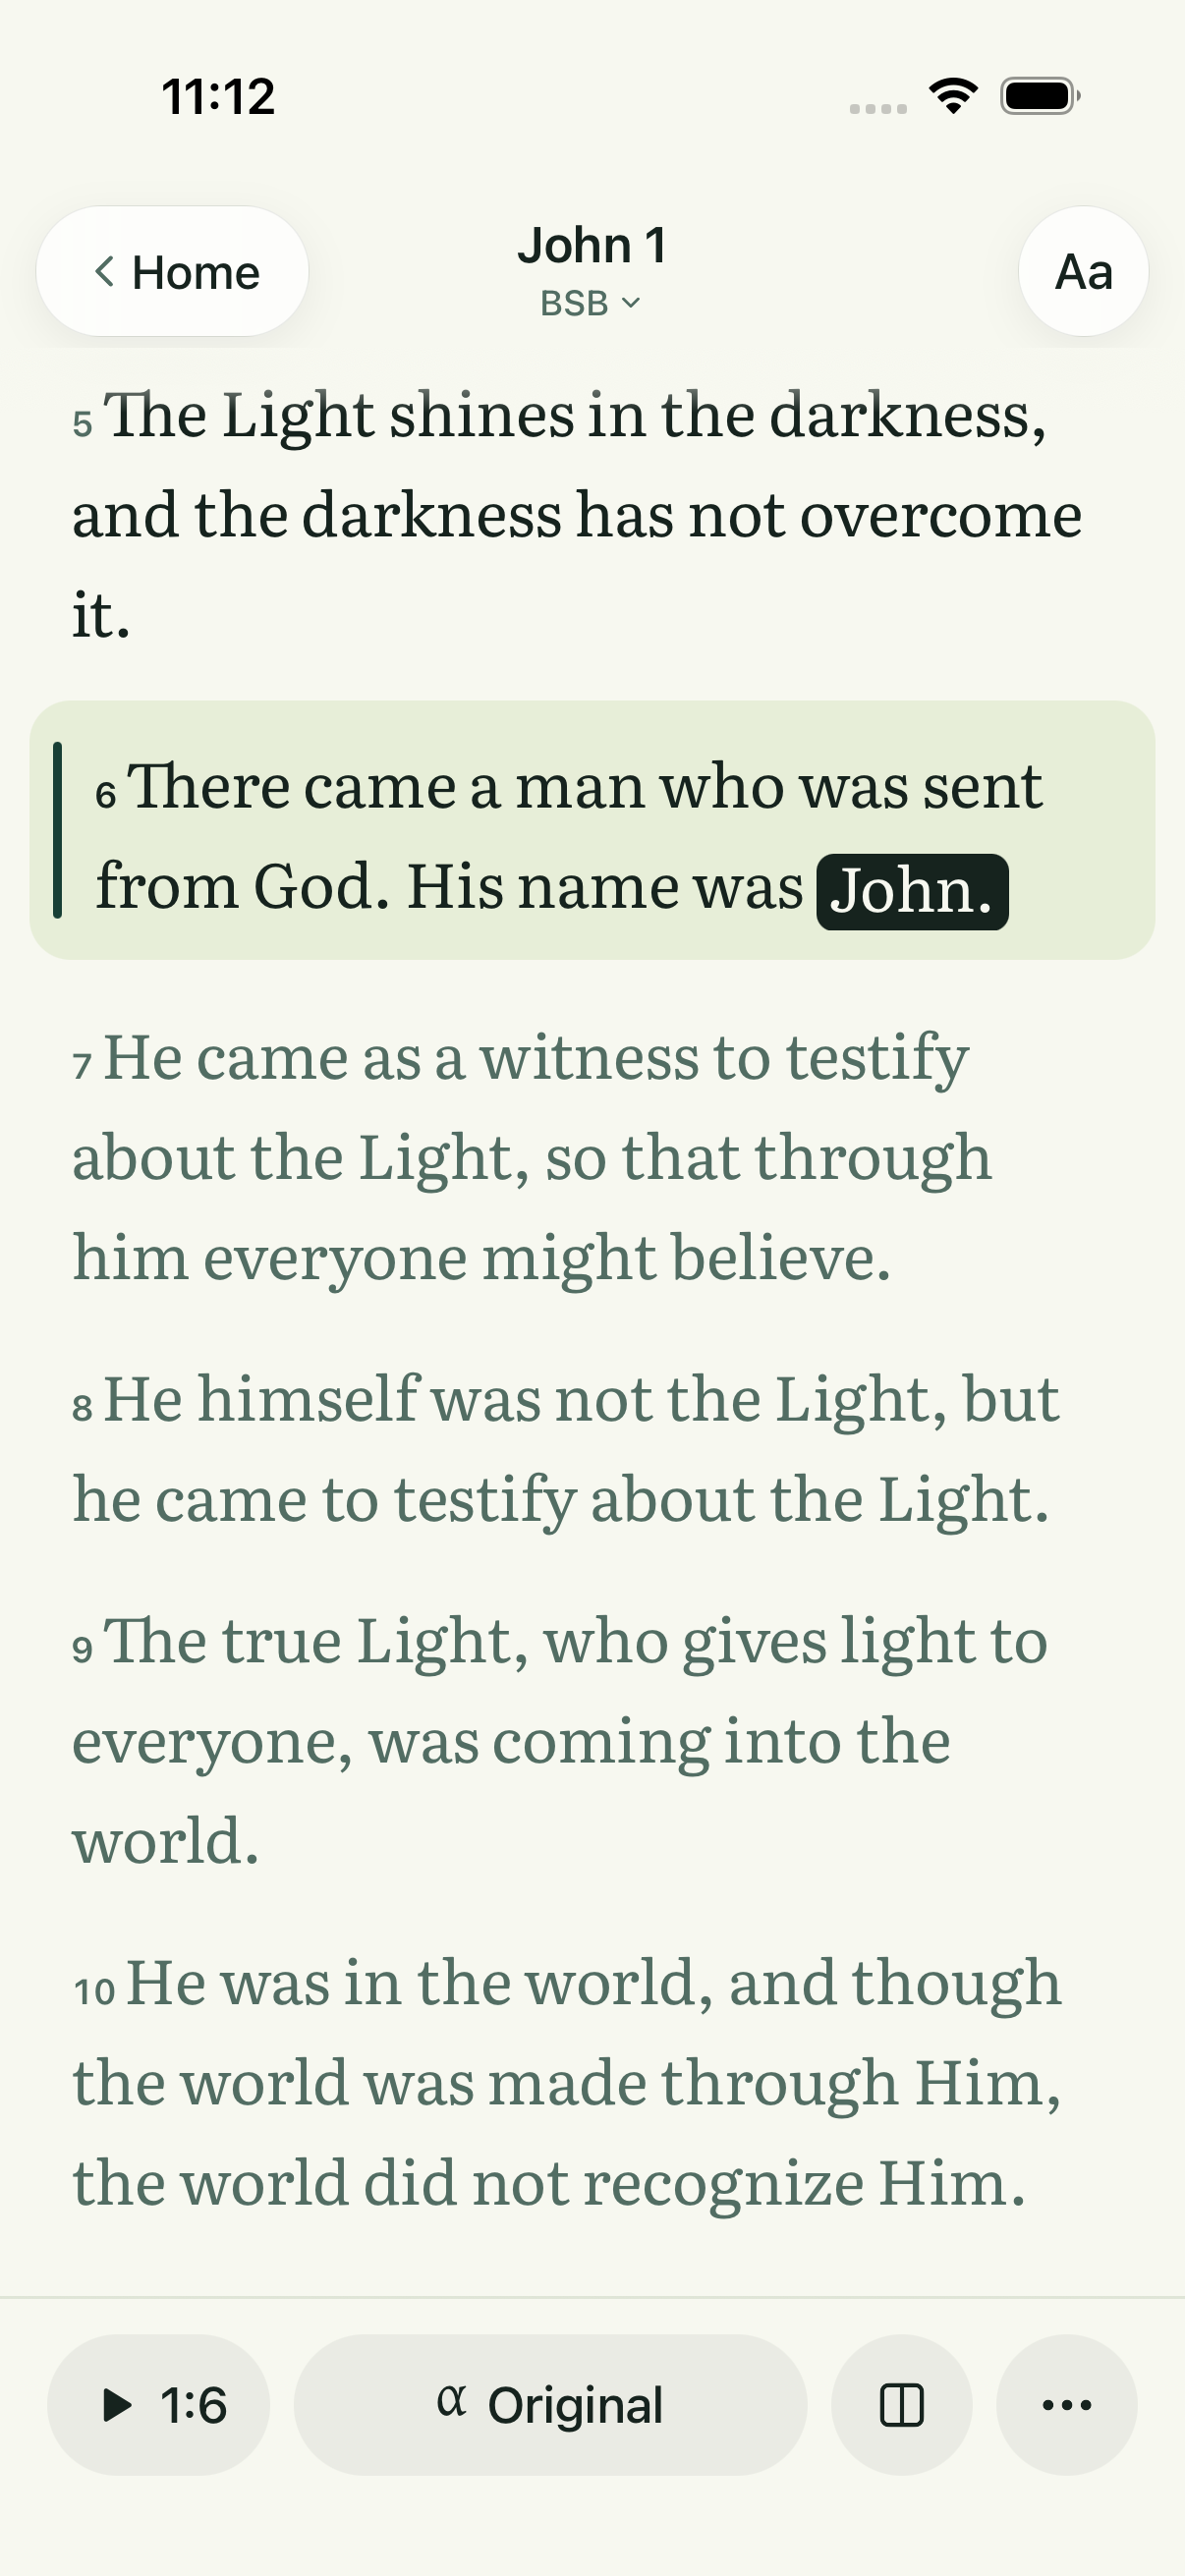 11:12
Home
John 1
BSB
Aa
5 The Light shines in the darkness,
and the darkness has not overcome
it.
6 There came a man who was sent
from God. His name was John.
7 He came as a witness to testify
about the Light, so that through
him everyone might believe.
8 He himself was not the Light, but
he came to testify about the Light.
9 The true Light, who gives light to
everyone, was coming into the
world.
10 He was in the world, and though
the world was made through Him,
the world did not recognize Him.
1:6
α Original